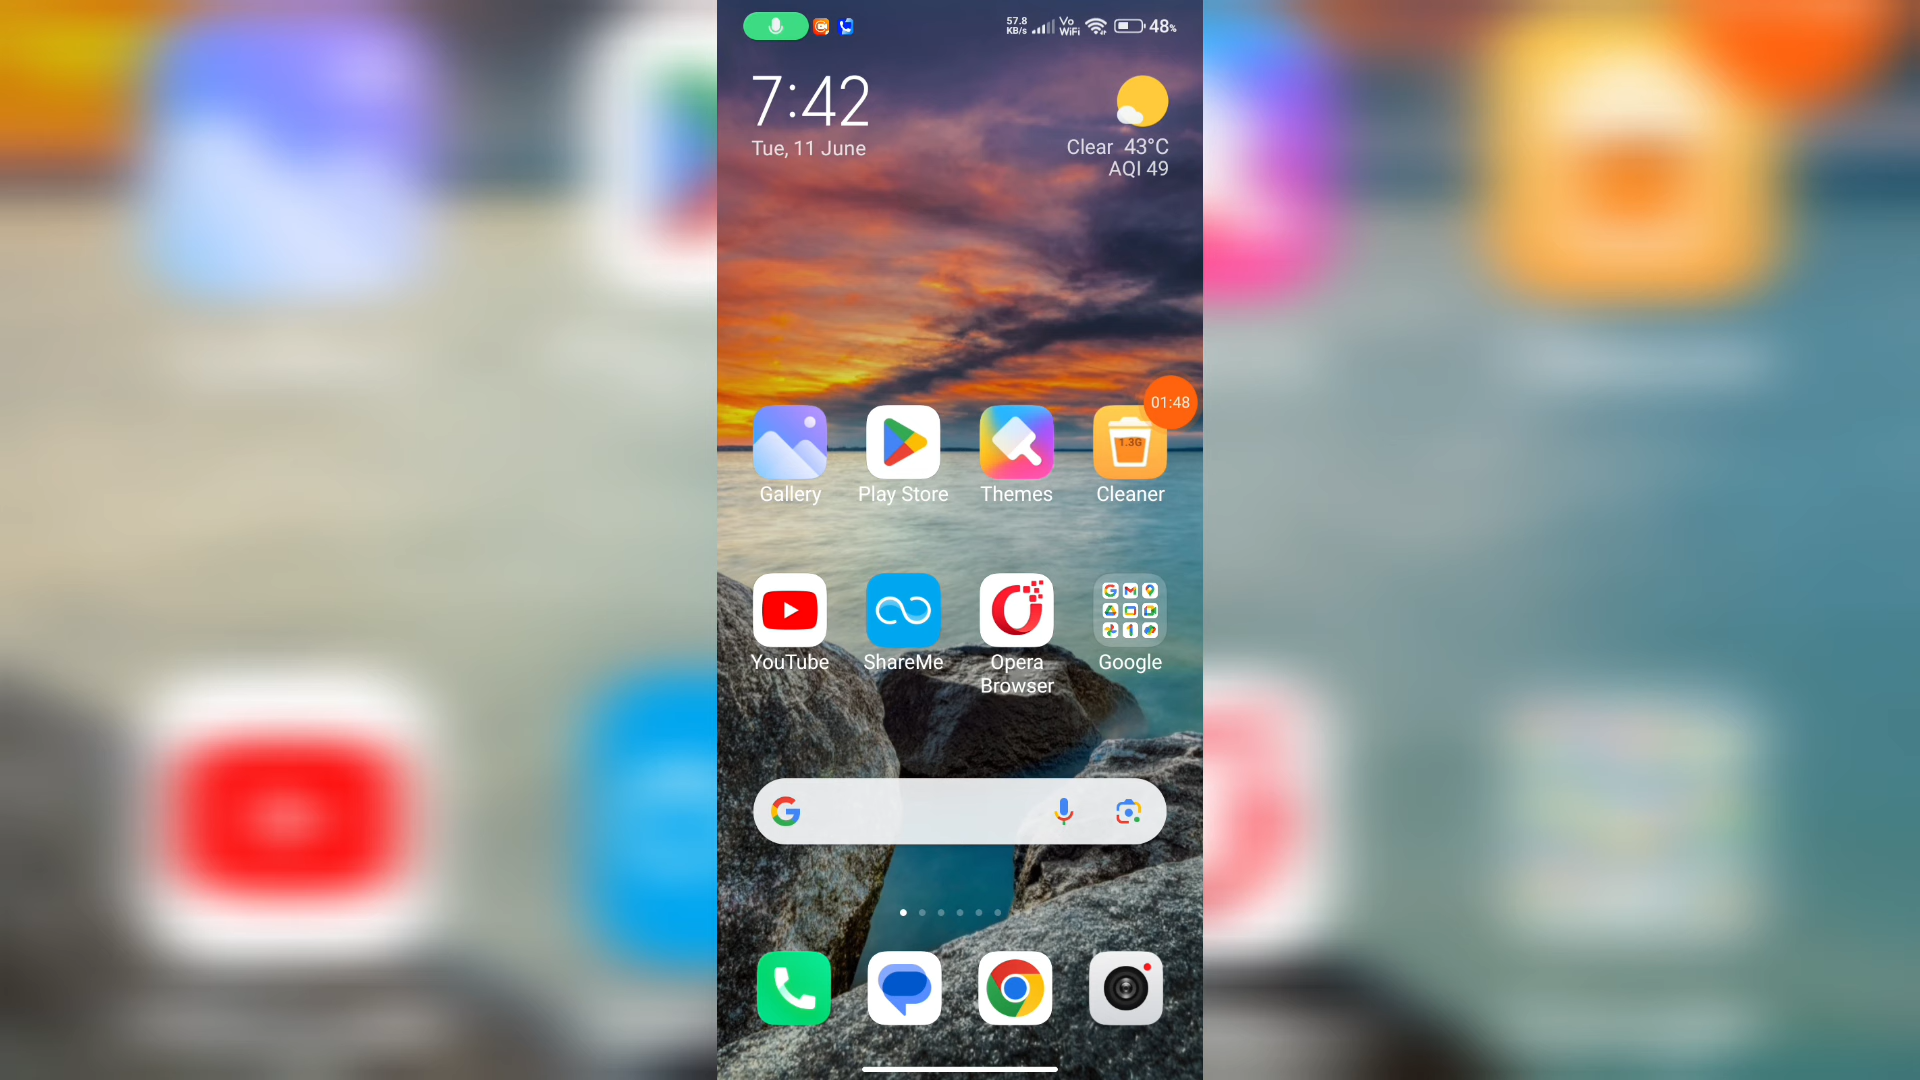 57.8
KB/s
Vo
WiFi
48%
7:42
Tue, 11 June
Clear 43°C
AQI 49
01:48
1.3G
Gallery
Play Store
Themes
Cleaner
YouTube
ShareMe
Opera
Browser
Google